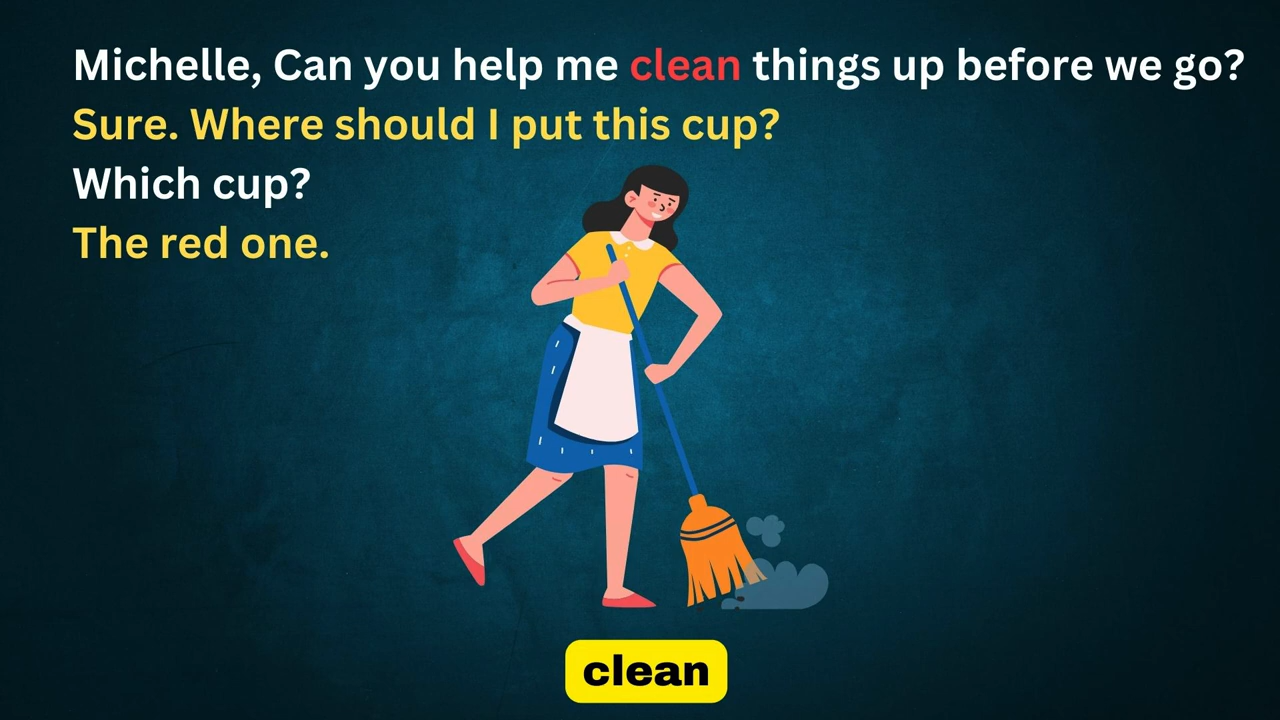 Michelle, Can you help me clean things up before we go?
Sure. Where should I put this cup?
Which cup?
The red one.
clean